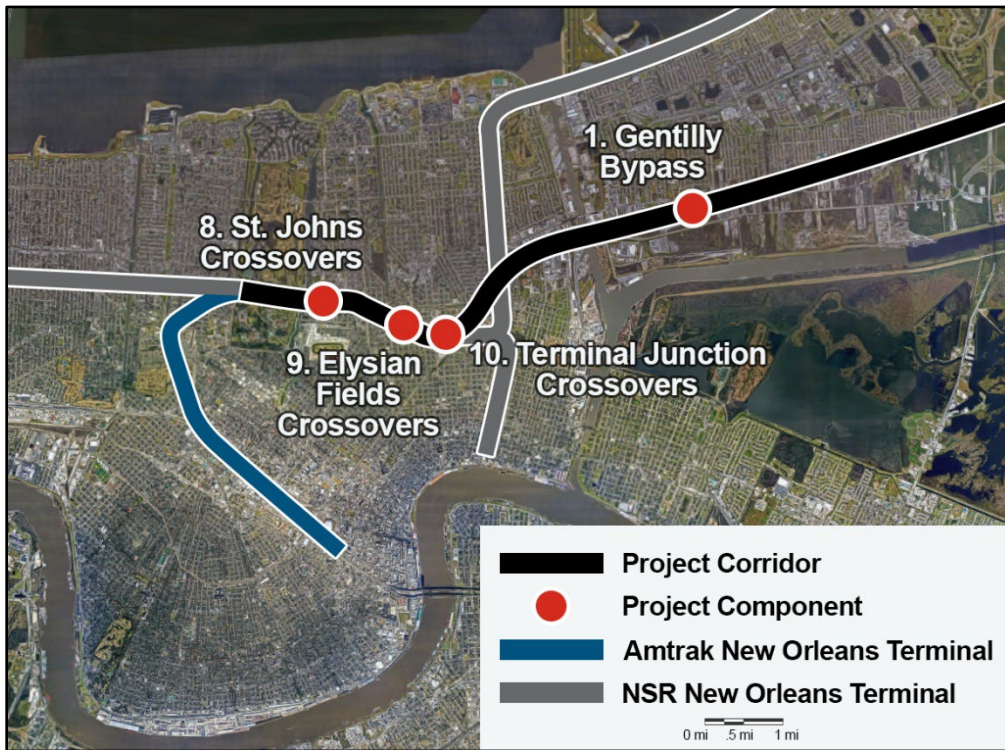 1. Gentilly
Bypass
8. St. Johns
Crossovers
9. Elysian
Fields
Crossovers
10. Terminal Junction
Crossovers
Project Corridor
Project Component
Amtrak New Orleans Terminal
NSR New Orleans Terminal
0 mi .5 mi 1 mi